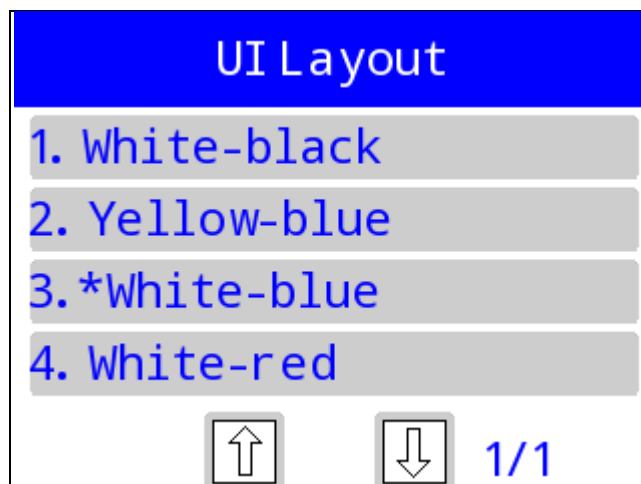 UI Layout
1. White-black
2. Yellow-blue
3.*White-blue
4. White-red
1/1